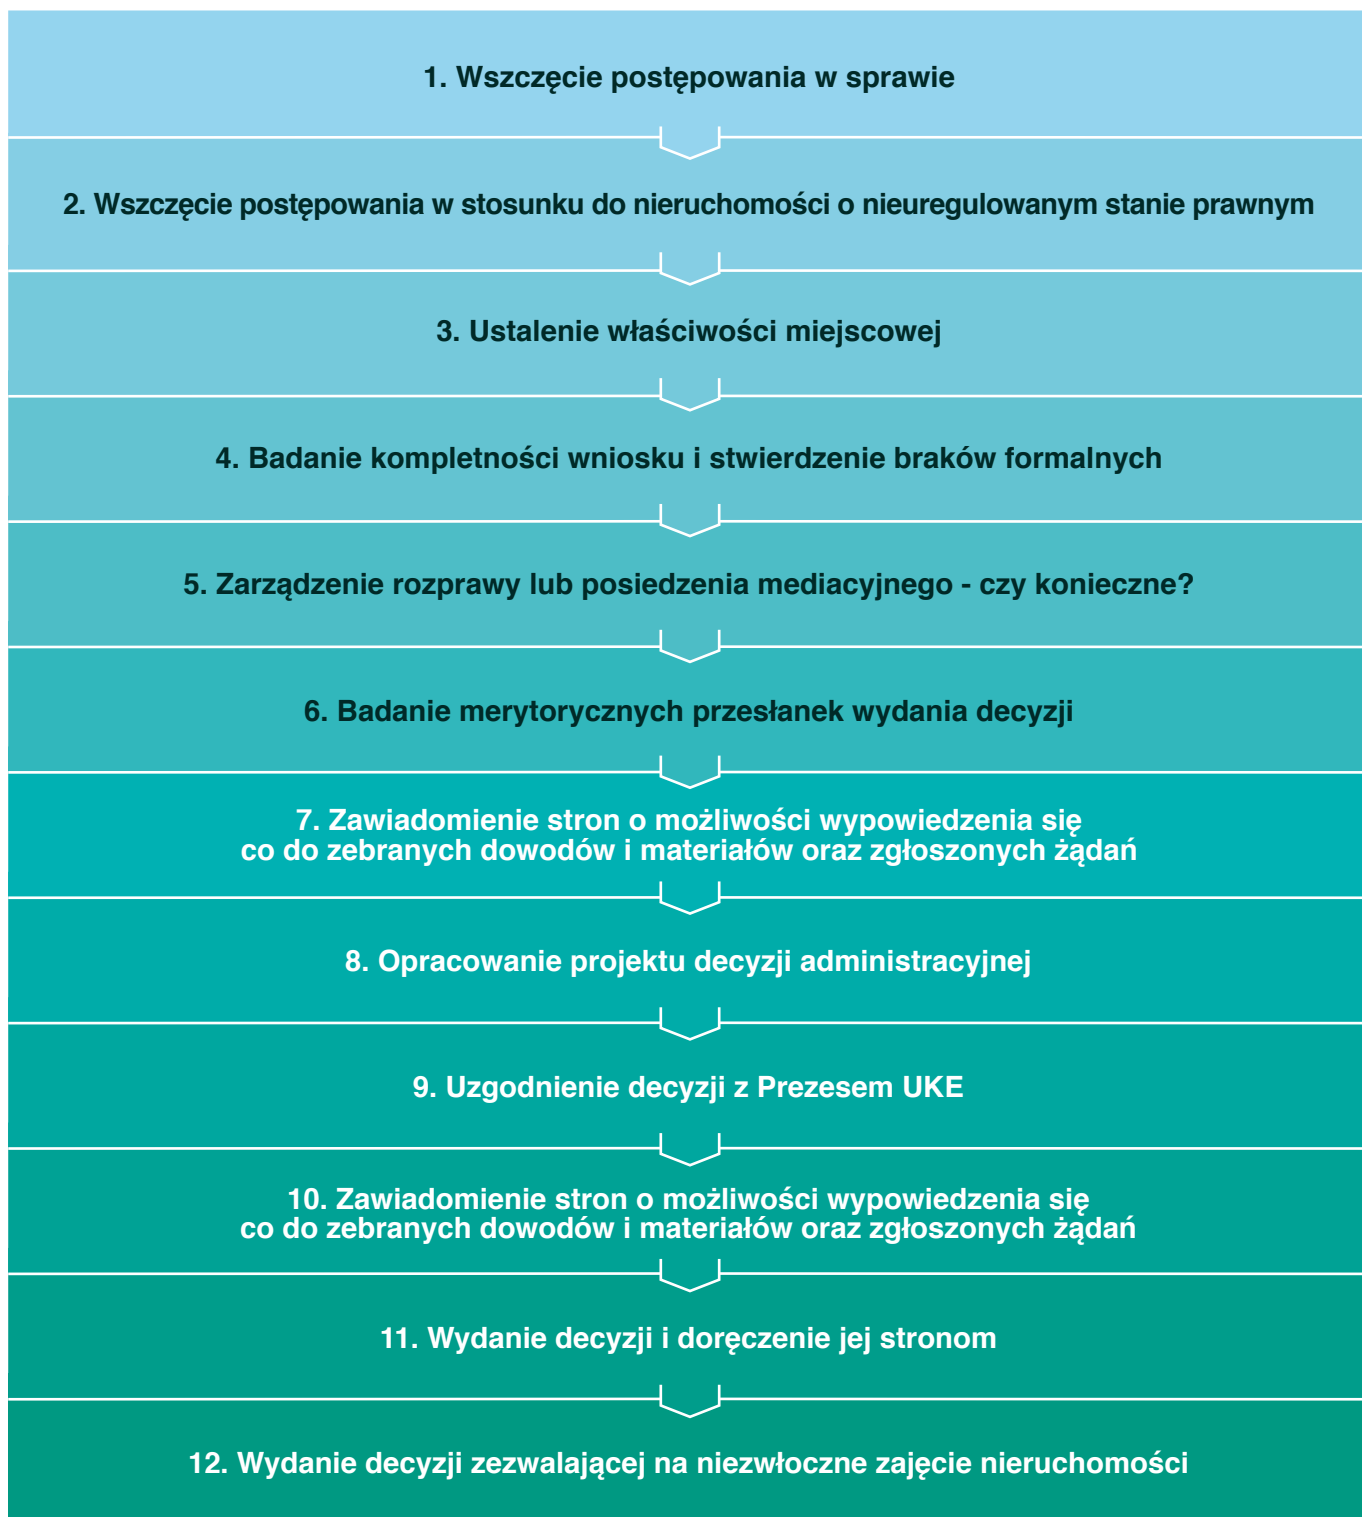 1. Wszczęcie postępowania w sprawie
2. Wszczęcie postępowania w stosunku do nieruchomości o nieuregulowanym stanie prawnym
3. Ustalenie właściwości miejscowej
4. Badanie kompletności wniosku i stwierdzenie braków formalnych
5. Zarządzenie rozprawy lub posiedzenia mediacyjnego - czy konieczne?
6. Badanie merytorycznych przesłanek wydania decyzji
7. Zawiadomienie stron o możliwości wypowiedzenia się
co do zebranych dowodów i materiałów oraz zgłoszonych żądań
8. Opracowanie projektu decyzji administracyjnej
9. Uzgodnienie decyzji z Prezesem UKE
10. Zawiadomienie stron o możliwości wypowiedzenia się
co do zebranych dowodów i materiałów oraz zgłoszonych żądań
11. Wydanie decyzji i doręczenie jej stronom
12. Wydanie decyzji zezwalającej na niezwłoczne zajęcie nieruchomości